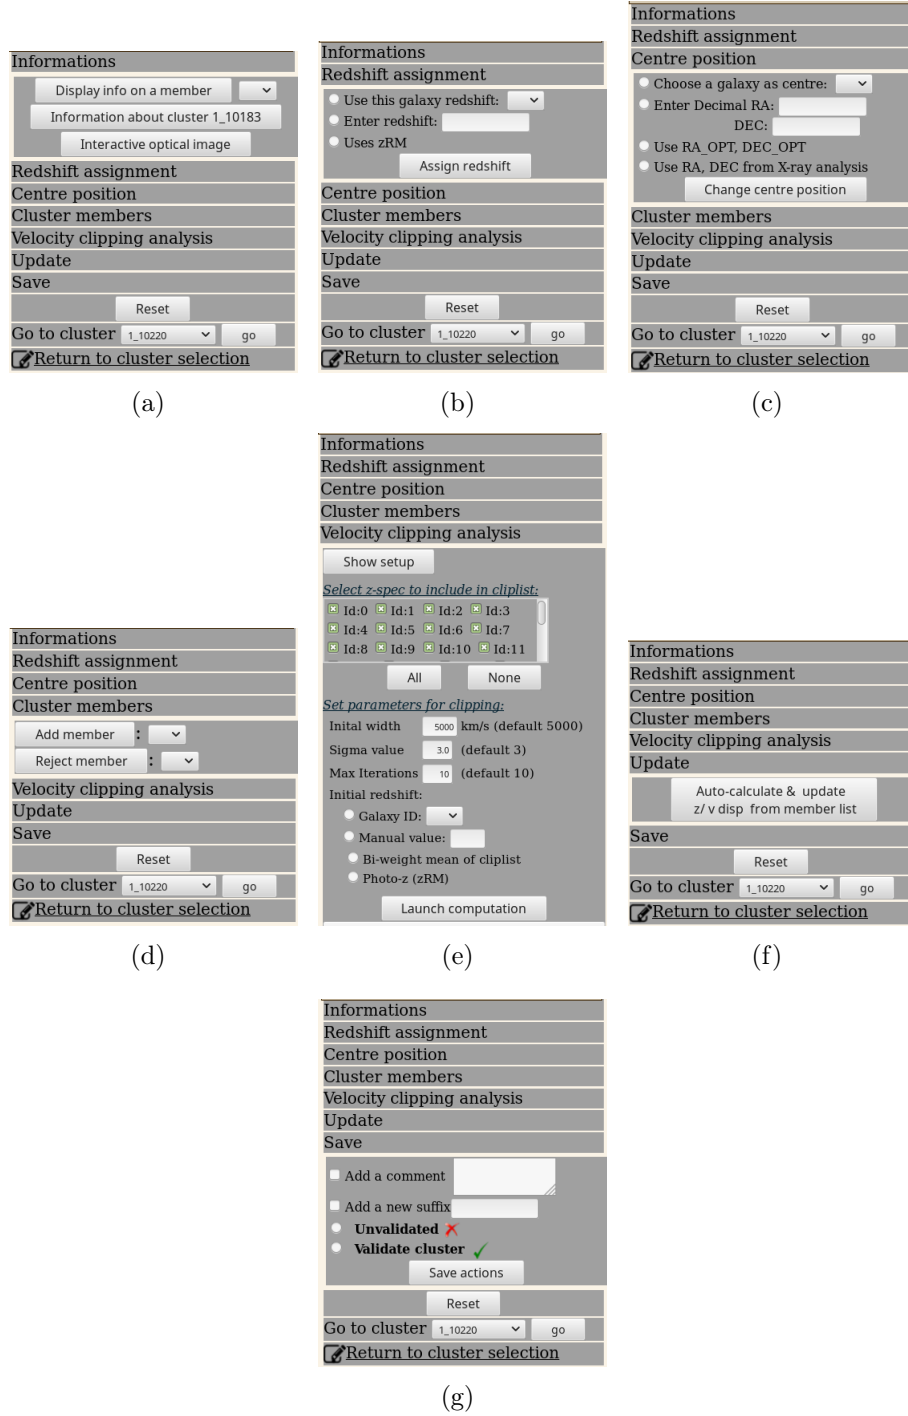 Informations
Display info on a member
Information about cluster 1_10183
Interactive optical image
Redshift assignment
Centre position
Cluster members
Velocity clipping analysis
Update
Save
Reset
Go to cluster 1_10220 go
Return to cluster selection
(a)
Informations
Redshift assignment
Use this galaxy redshift:
Enter redshift:
Uses zRM
Assign redshift
Centre position
Cluster members
Velocity clipping analysis
Update
Save
Reset
Go to cluster 1_10220 go
Return to cluster selection
(b)
Informations
Redshift assignment
Centre position
Choose a galaxy as centre:
Enter Decimal RA:
DEC:
Use RA_OPT, DEC_OPT
Use RA, DEC from X-ray analysis
Change centre position
Cluster members
Velocity clipping analysis
Update
Save
Reset
Go to cluster 1_10220 go
Return to cluster selection
(c)
Informations
Redshift assignment
Centre position
Cluster members
Add member :
Reject member :
Velocity clipping analysis
Update
Save
Reset
Go to cluster 1_10220 go
Return to cluster selection
(d)
Informations
Redshift assignment
Centre position
Cluster members
Velocity clipping analysis
Show setup
Select z-spec to include in cliplist:
Id:0 Id:1 Id:2 Id:3
Id:4 Id:5 Id:6 Id:7
Id:8 Id:9 Id:10 Id:11
All None
Set parameters for clipping:
Inital width 5000 km/s (default 5000)
Sigma value 3.0 (default 3)
Max Iterations 10 (default 10)
Initial redshift:
Galaxy ID:
Manual value:
Bi-weight mean of cliplist
Photo-z (zRM)
Launch computation
(e)
Informations
Redshift assignment
Centre position
Cluster members
Velocity clipping analysis
Update
Auto-calculate & update
z/ v disp from member list
Save
Reset
Go to cluster 1_10220 go
Return to cluster selection
(f)
Informations
Redshift assignment
Centre position
Cluster members
Velocity clipping analysis
Update
Save
Add a comment
Add a new suffix
Unvalidated
Validate cluster
Save actions
Reset
Go to cluster 1_10220 go
Return to cluster selection
(g)